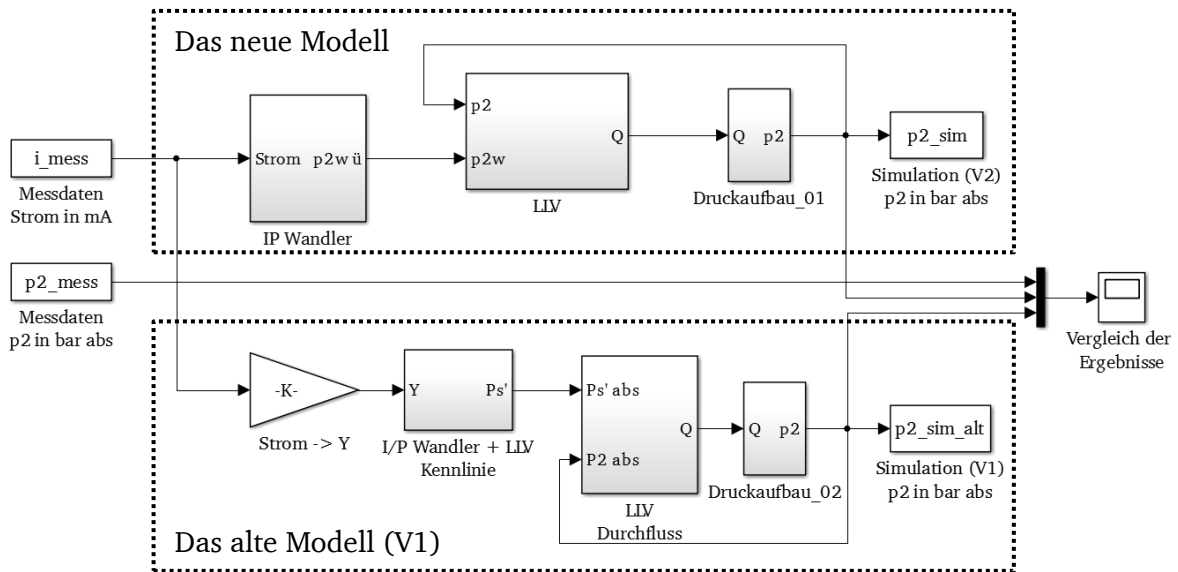 Das neue Modell
i_mess
Messdaten
Strom in mA
Strom p2w ü
IP Wandler
p2
p2w
Q
LLV
Q p2
Druckaufbau_01
p2_sim
Simulation (V2)
p2 in bar abs
p2_mess
Messdaten
p2 in bar abs
Vergleich der
Ergebnisse
-K-
Strom -> Y
Y Ps'
I/P Wandler + LLV
Kennlinie
Ps' abs
Q
P2 abs
LLV
Durchfluss
Q p2
Druckaufbau_02
p2_sim_alt
Simulation (V1)
p2 in bar abs
Das alte Modell (V1)